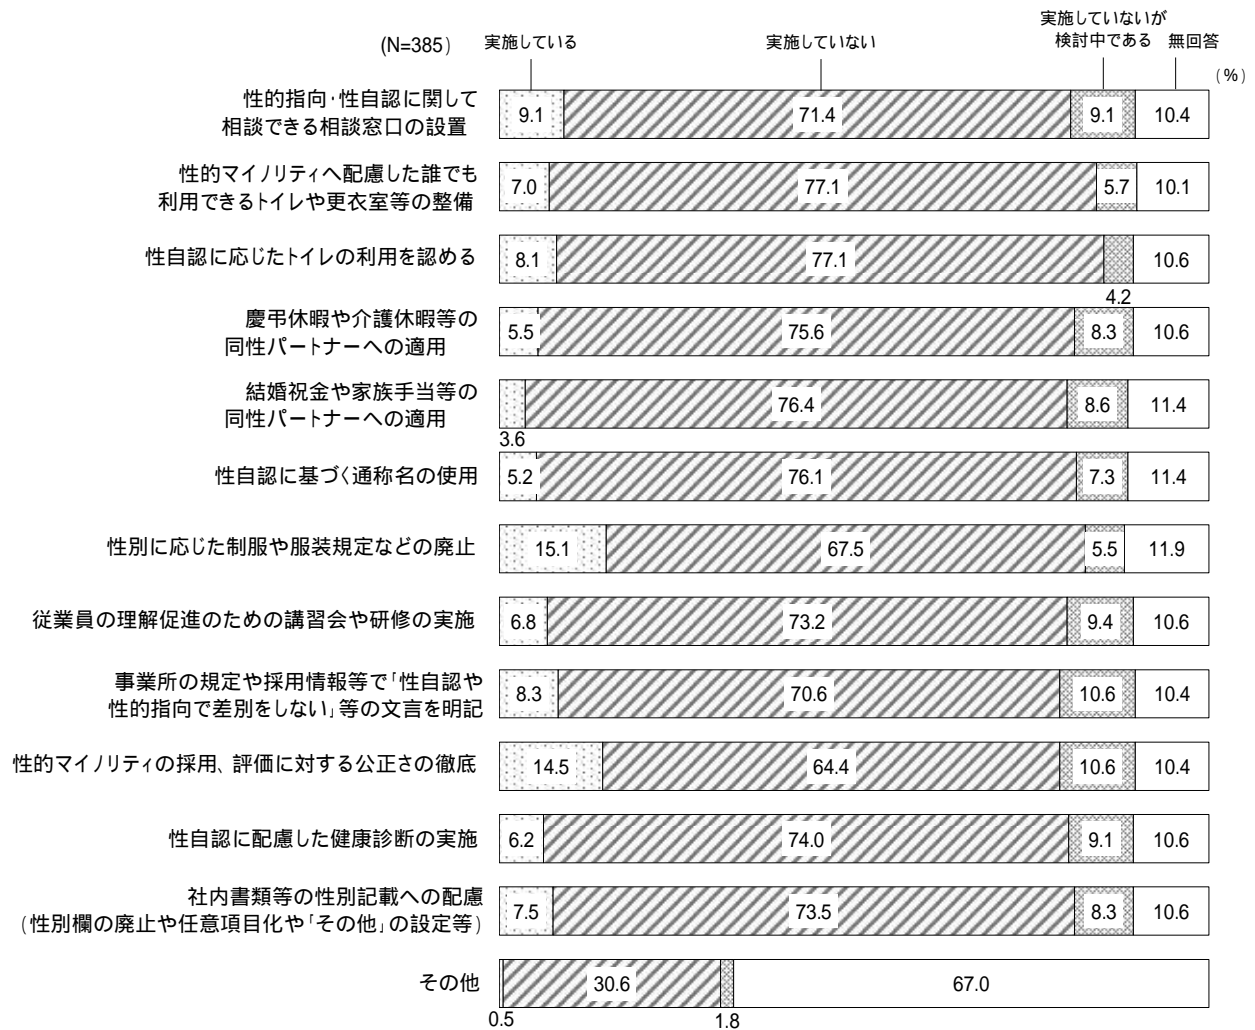 (N=385)
実施している
実施していない
実施していないが
検討中である
無回答
(%)
性的指向・性自認に関して
相談できる相談窓口の設置
9.1
71.4
9.1
10.4
性的マイノリティへ配慮した誰でも
利用できるトイレや更衣室等の整備
7.0
77.1
5.7
10.1
性自認に応じたトイレの利用を認める
8.1
77.1
4.2
10.6
慶弔休暇や介護休暇等の
同性パートナーへの適用
5.5
75.6
8.3
10.6
結婚祝金や家族手当等の
同性パートナーへの適用
3.6
76.4
8.6
11.4
性自認に基づく通称名の使用
5.2
76.1
7.3
11.4
性別に応じた制服や服装規定などの廃止
15.1
67.5
5.5
11.9
従業員の理解促進のための講習会や研修の実施
6.8
73.2
9.4
10.6
事業所の規定や採用情報等で「性自認や
性的指向で差別をしない」等の文言を明記
8.3
70.6
10.6
10.4
性的マイノリティの採用、評価に対する公正さの徹底
14.5
64.4
10.6
10.4
性自認に配慮した健康診断の実施
6.2
74.0
9.1
10.6
社内書類等の性別記載への配慮
(性別欄の廃止や任意項目化や「その他」の設定等)
7.5
73.5
8.3
10.6
その他
0.5
30.6
1.8
67.0